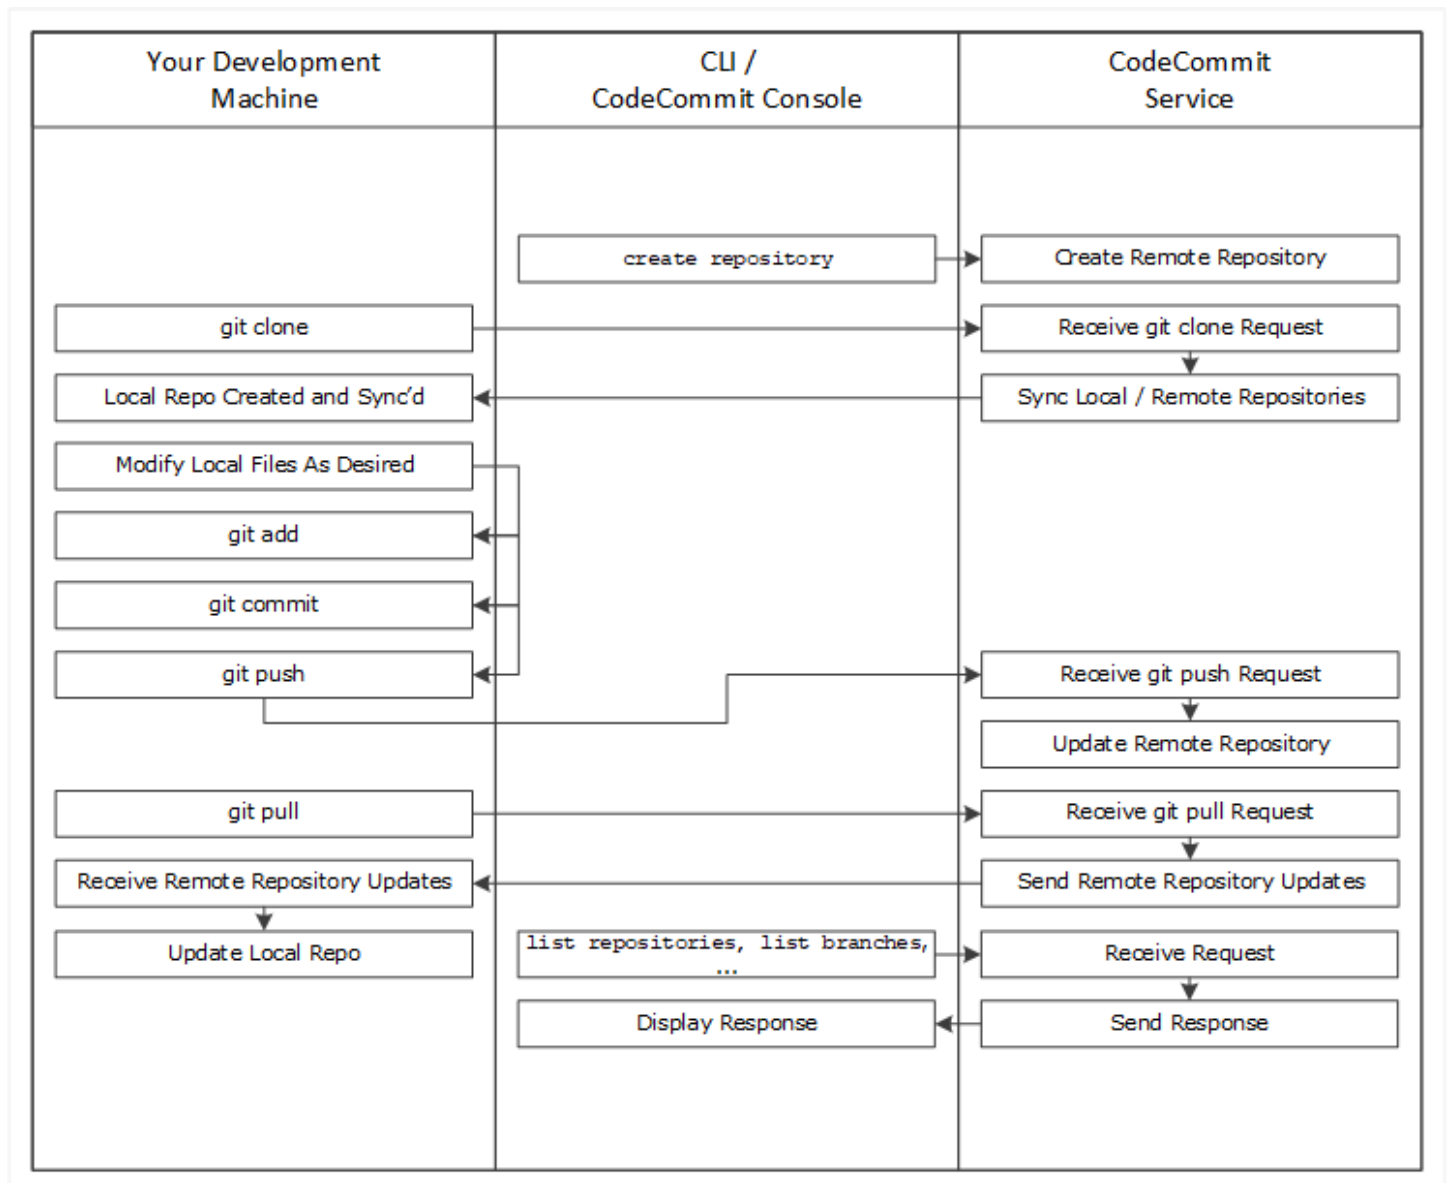 Your Development
Machine
CLI /
CodeCommit Console
CodeCommit
Service
create repository
Create Remote Repository
git clone
Receive git clone Request
Local Repo Created and Sync’d
Sync Local / Remote Repositories
Modify Local Files As Desired
git add
git commit
git push
Receive git push Request
Update Remote Repository
git pull
Receive git pull Request
Receive Remote Repository Updates
Send Remote Repository Updates
Update Local Repo
list repositories, list branches,
...
Receive Request
Display Response
Send Response